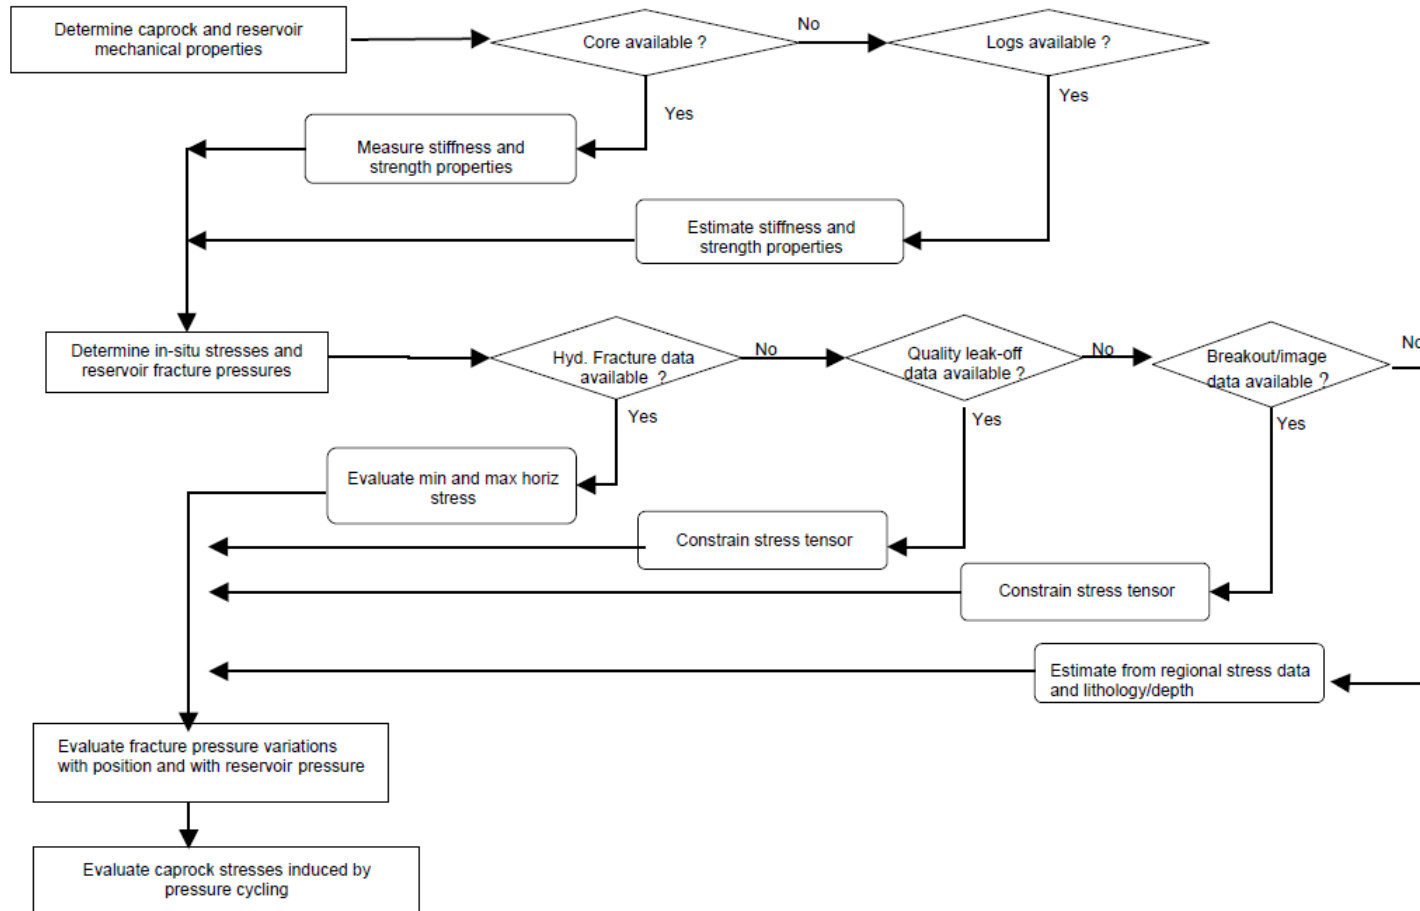 Determine caprock and reservoir
mechanical properties
Core available ?
No
Logs available ?
Yes
Yes
Measure stiffness and
strength properties
Estimate stiffness and
strength properties
Determine in-situ stresses and
reservoir fracture pressures
Hyd. Fracture data
available ?
No
Quality leak-off
data available ?
No
Breakout/image
data available ?
No
Yes
Yes
Yes
Evaluate min and max horiz
stress
Constrain stress tensor
Constrain stress tensor
Estimate from regional stress data
and lithology/depth
Evaluate fracture pressure variations
with position and with reservoir pressure
Evaluate caprock stresses induced by
pressure cycling